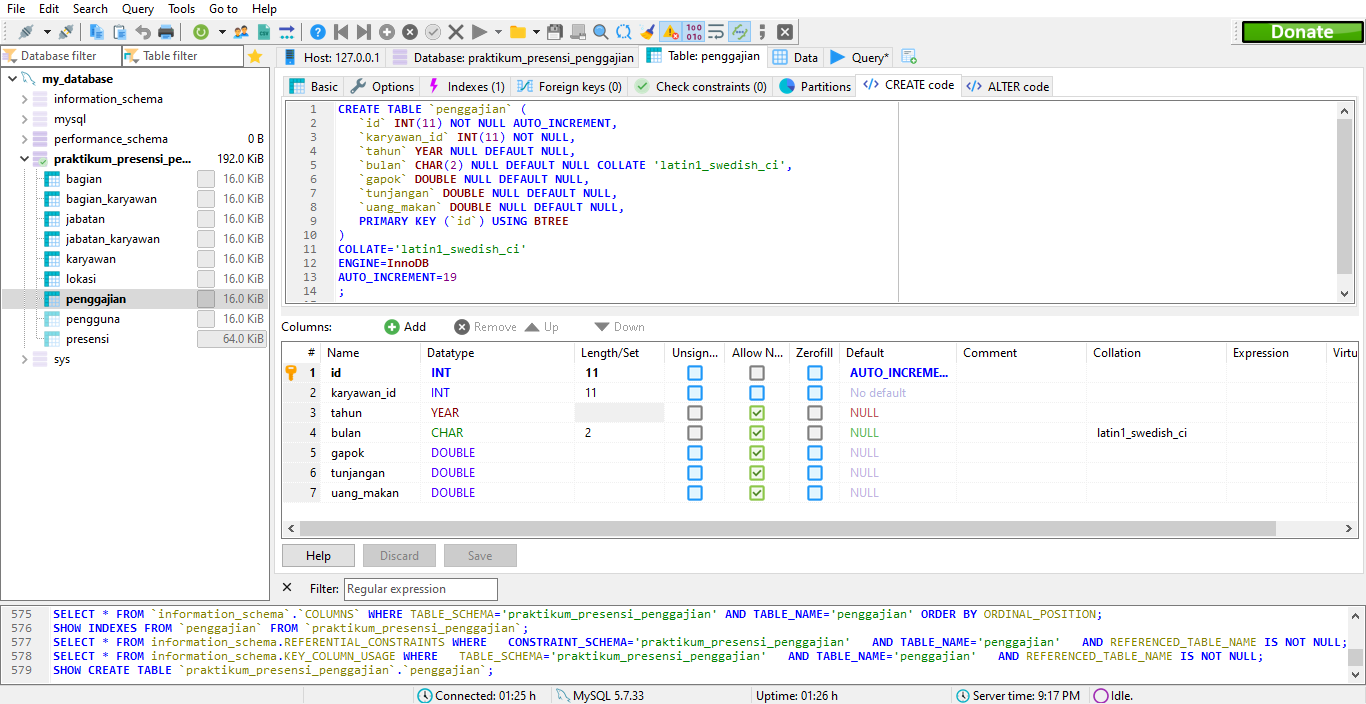 File Edit Search Query Tools Go to Help
Donate
Database filter Table filter Host: 127.0.0.1 Database: praktikum_presensi_penggajian Table: penggajian Data Query*
my_database
information_schema
mysql
performance_schema 0 B
praktikum_presensi_pe... 192.0 KiB
bagian 16.0 KiB
bagian_karyawan 16.0 KiB
jabatan 16.0 KiB
jabatan_karyawan 16.0 KiB
karyawan 16.0 KiB
lokasi 16.0 KiB
penggajian 16.0 KiB
pengguna 16.0 KiB
presensi 64.0 KiB
sys
Basic Options Indexes (1) Foreign keys (0) Check constraints (0) Partitions CREATE code ALTER code
1 CREATE TABLE `penggajian` (
2 `id` INT(11) NOT NULL AUTO_INCREMENT,
3 `karyawan_id` INT(11) NOT NULL,
4 `tahun` YEAR NULL DEFAULT NULL,
5 `bulan` CHAR(2) NULL DEFAULT NULL COLLATE 'latin1_swedish_ci',
6 `gapok` DOUBLE NULL DEFAULT NULL,
7 `tunjangan` DOUBLE NULL DEFAULT NULL,
8 `uang_makan` DOUBLE NULL DEFAULT NULL,
9 PRIMARY KEY (`id`) USING BTREE
10 )
11 COLLATE='latin1_swedish_ci'
12 ENGINE=InnoDB
13 AUTO_INCREMENT=19
14 ;
Columns: Add Remove Up Down
# Name Datatype Length/Set Unsign... Allow N... Zerofill Default Comment Collation Expression Virtu
1 id INT 11 AUTO_INCREME...
2 karyawan_id INT 11 No default
3 tahun YEAR NULL
4 bulan CHAR 2 NULL latin1_swedish_ci
5 gapok DOUBLE NULL
6 tunjangan DOUBLE NULL
7 uang_makan DOUBLE NULL
Help Discard Save
Filter: Regular expression
575 SELECT * FROM `information_schema`.`COLUMNS` WHERE TABLE_SCHEMA='praktikum_presensi_penggajian' AND TABLE_NAME='penggajian' ORDER BY ORDINAL_POSITION;
576 SHOW INDEXES FROM `penggajian` FROM `praktikum_presensi_penggajian`;
577 SELECT * FROM information_schema.REFERENTIAL_CONSTRAINTS WHERE CONSTRAINT_SCHEMA='praktikum_presensi_penggajian' AND TABLE_NAME='penggajian' AND REFERENCED_TABLE_NAME IS NOT NULL;
578 SELECT * FROM information_schema.KEY_COLUMN_USAGE WHERE TABLE_SCHEMA='praktikum_presensi_penggajian' AND TABLE_NAME='penggajian' AND REFERENCED_TABLE_NAME IS NOT NULL;
579 SHOW CREATE TABLE `praktikum_presensi_penggajian`.`penggajian`;
Connected: 01:25 h MySQL 5.7.33 Uptime: 01:26 h Server time: 9:17 PM Idle.